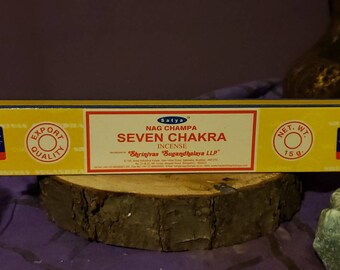 Satya
NAG CHAMPA
SEVEN CHAKRA
INCENSE
Shrinivas Sugandhalaya LLP
EXPORT QUALITY
NET. WT.
15 g.